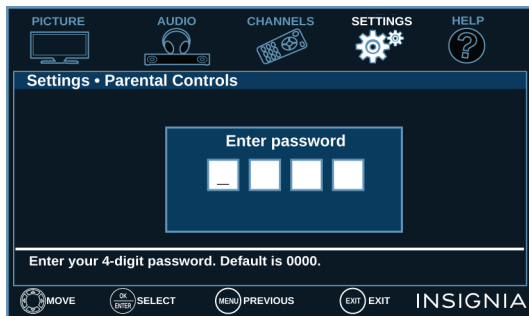 PICTURE AUDIO CHANNELS SETTINGS HELP
?
Settings • Parental Controls
Enter password
_
Enter your 4-digit password. Default is 0000.
MOVE OK ENTER SELECT MENU PREVIOUS EXIT EXIT INSIGNIA